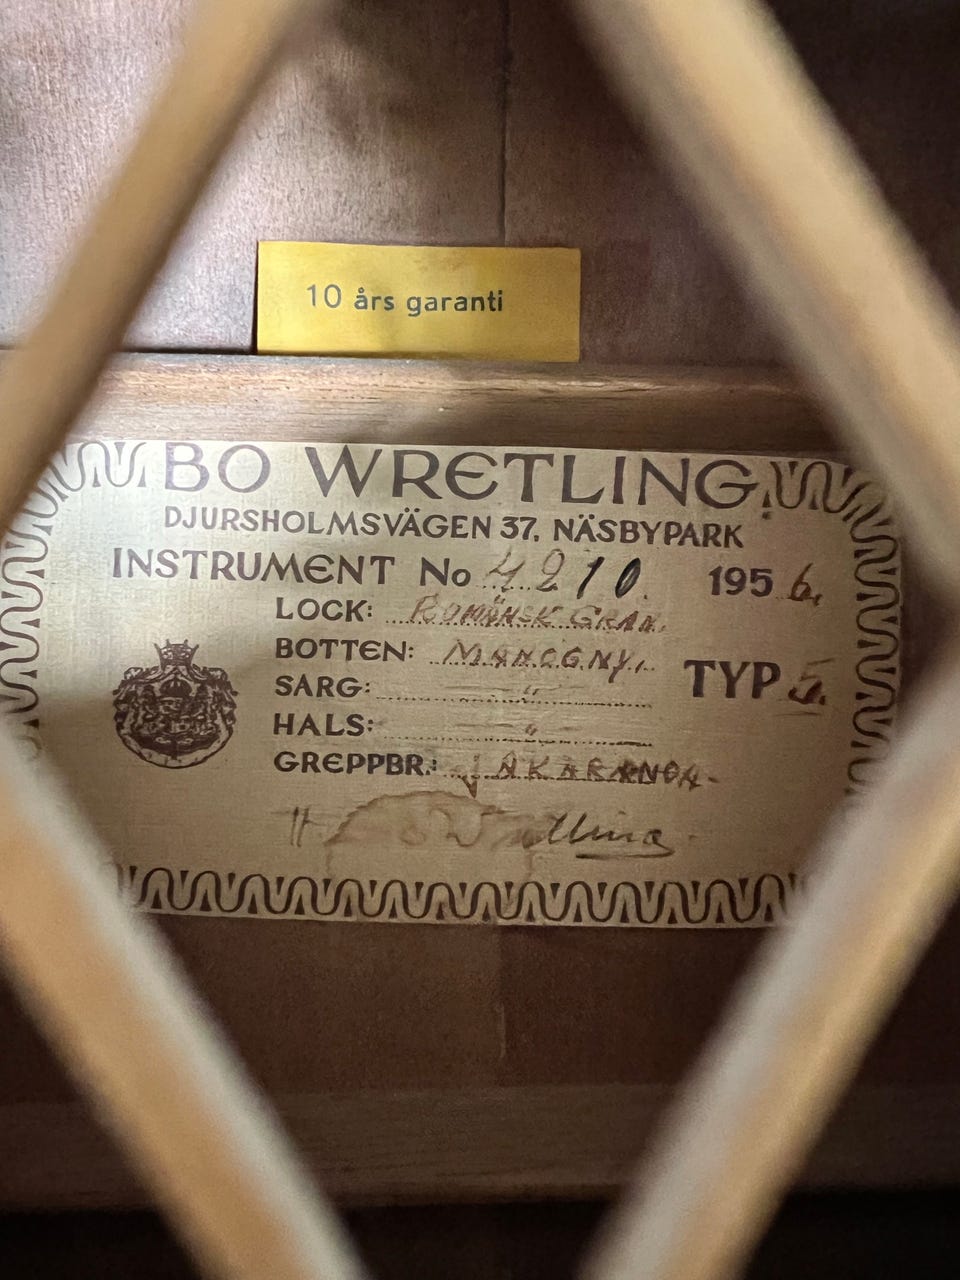 10 års garanti
BO WRETLING
DJURSHOLMSVÄGEN 37, NÄSBYPARK
INSTRUMENT No 4210. 1956.
LOCK: RUMÄNSK GRAN.
BOTTEN: MAHOGNY.
TYP 5.
SARG: "
HALS: "
GREPPBR.: JAKARANDA